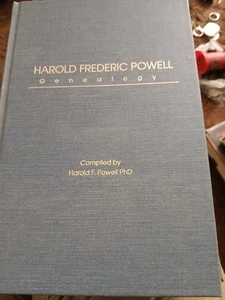 HAROLD FREDERIC POWELL
Genealogy
Compiled by
Harold F. Powell PhD